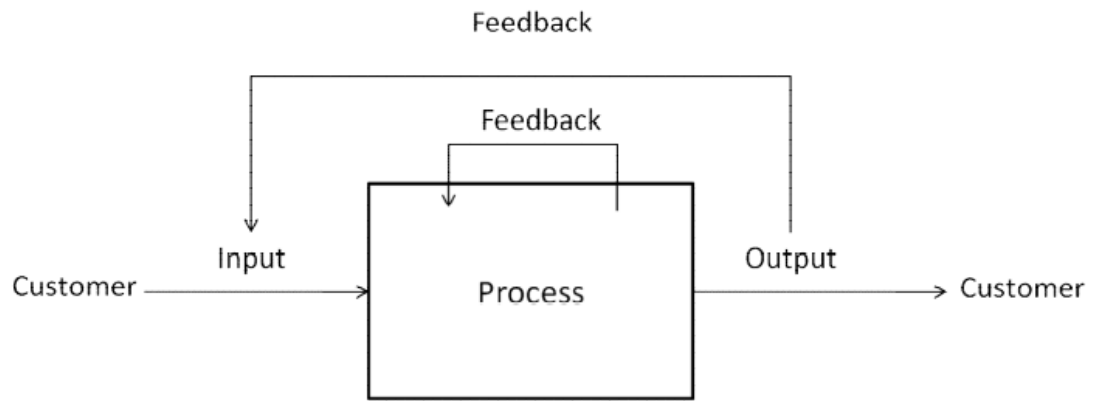 Feedback
Feedback
Input
Output
Customer
Process
Customer